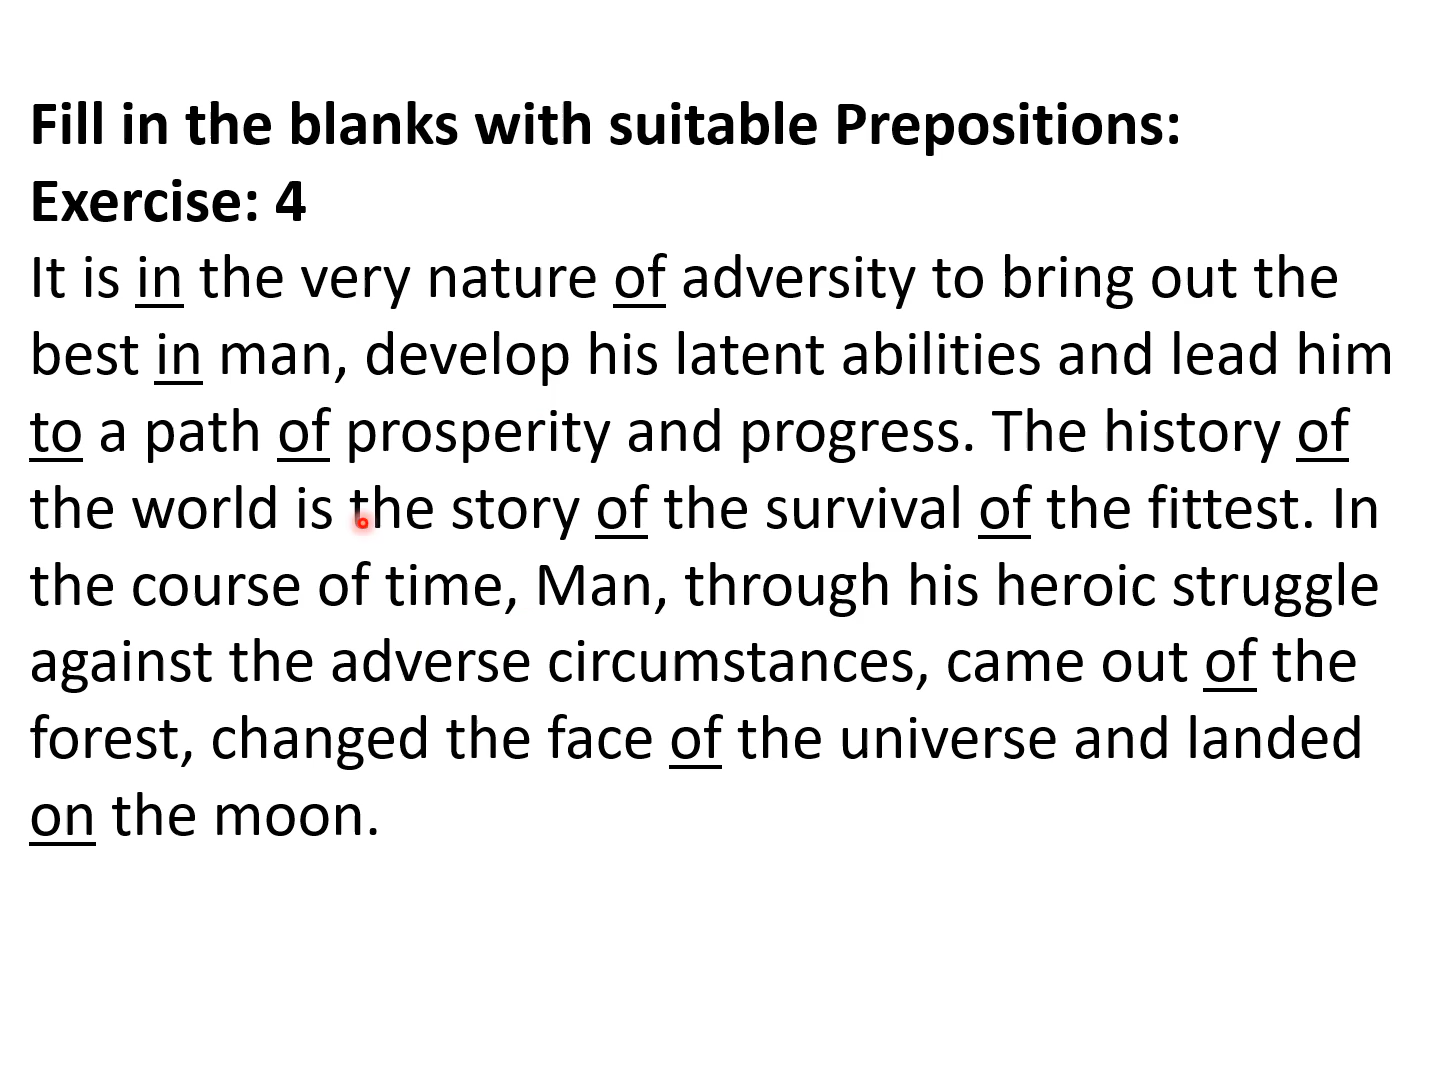 Fill in the blanks with suitable Prepositions:
Exercise: 4
It is in the very nature of adversity to bring out the
best in man, develop his latent abilities and lead him
to a path of prosperity and progress. The history of
the world is the story of the survival of the fittest. In
the course of time, Man, through his heroic struggle
against the adverse circumstances, came out of the
forest, changed the face of the universe and landed
on the moon.